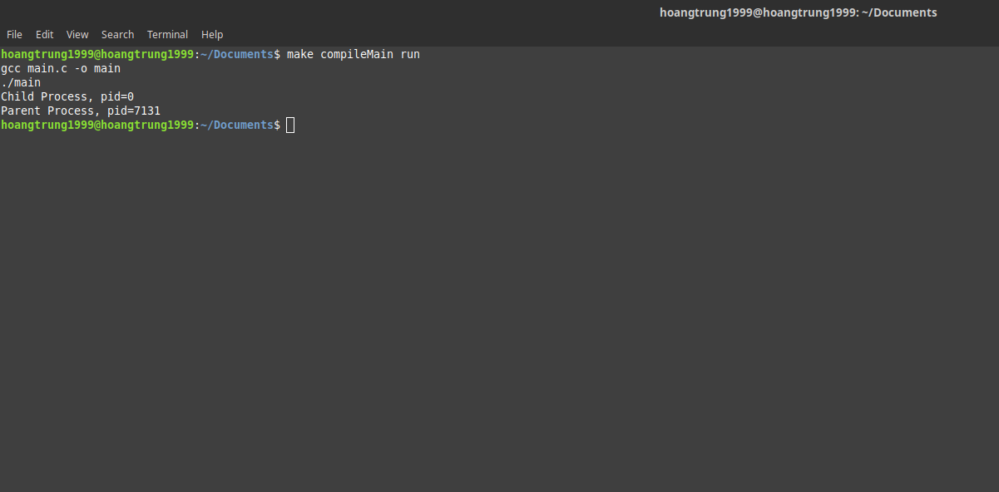 hoangtrung1999@hoangtrung1999: ~/Documents
File Edit View Search Terminal Help
hoangtrung1999@hoangtrung1999:~/Documents$ make compileMain run
gcc main.c -o main
./main
Child Process, pid=0
Parent Process, pid=7131
hoangtrung1999@hoangtrung1999:~/Documents$